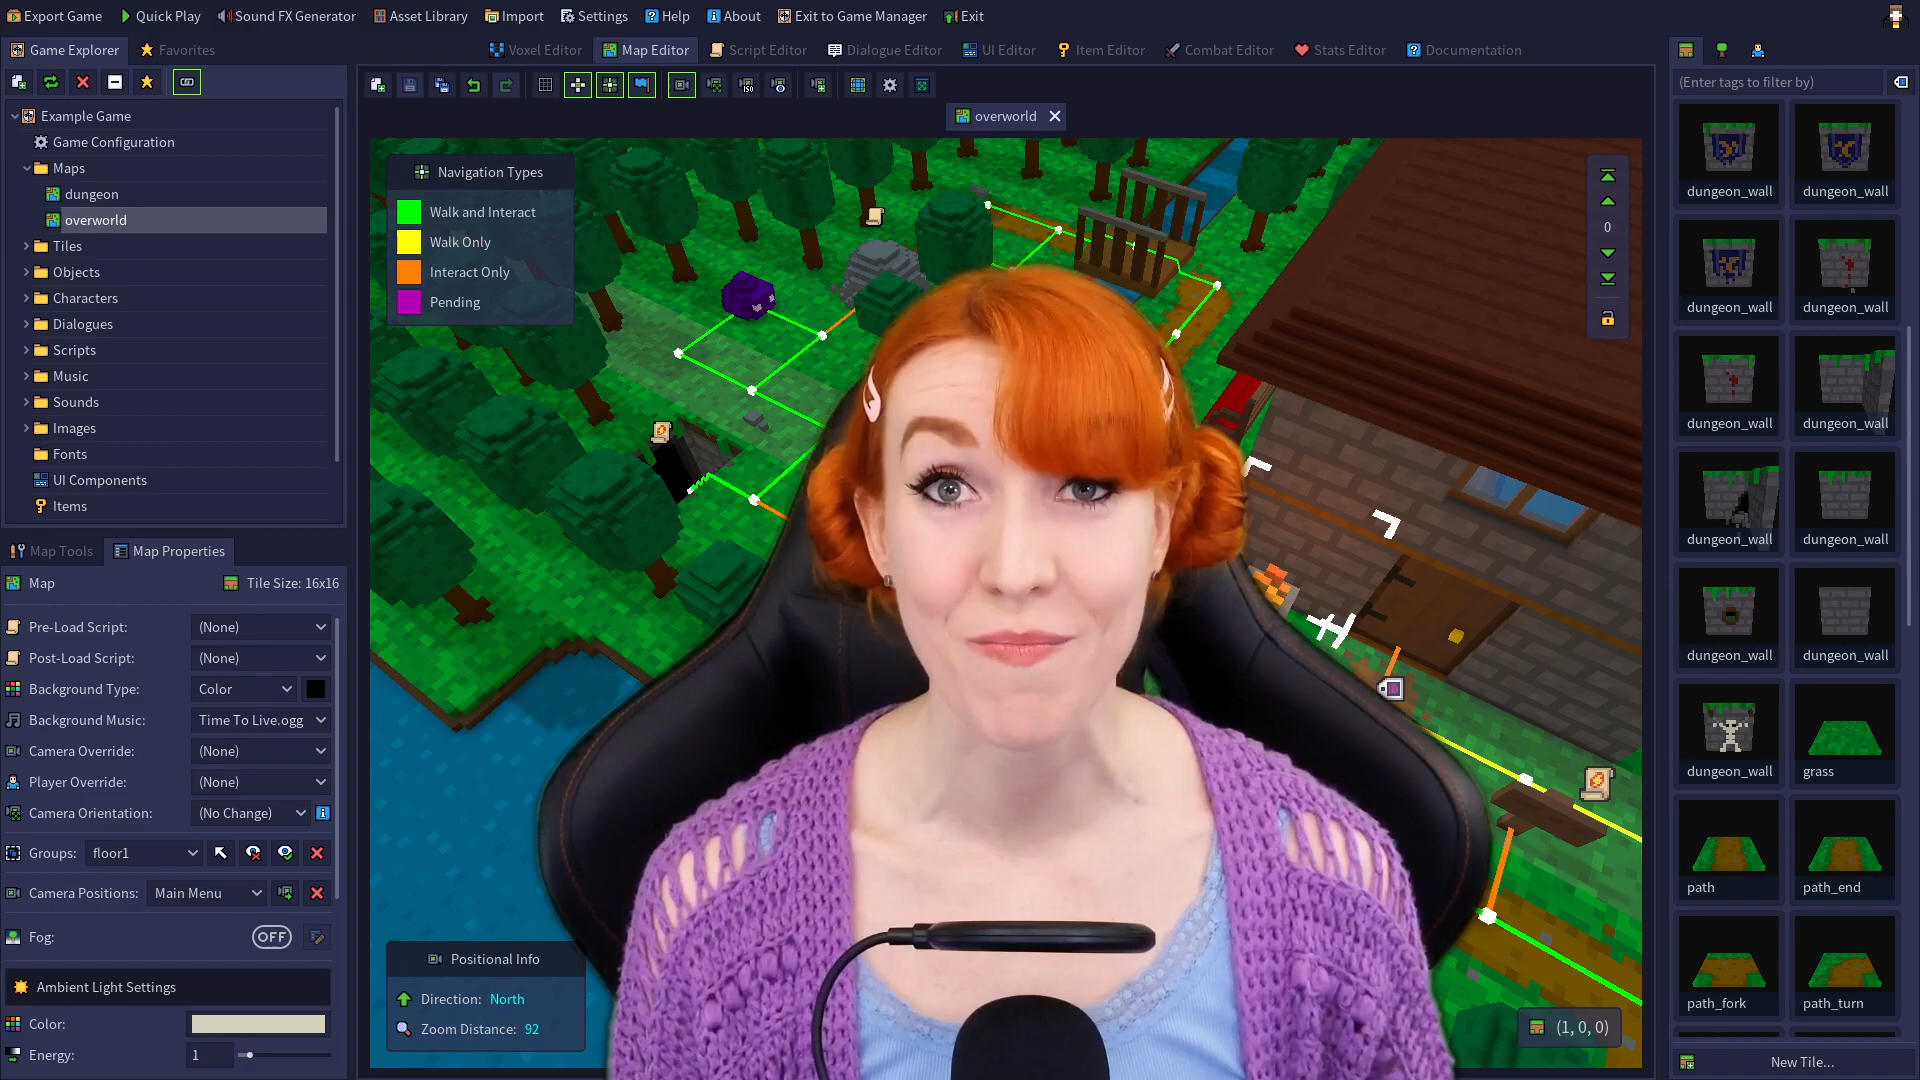 Export Game Quick Play Sound FX Generator Asset Library Import Settings Help About Exit to Game Manager Exit
Game Explorer Favorites
Voxel Editor Map Editor Script Editor Dialogue Editor UI Editor Item Editor Combat Editor Stats Editor Documentation
ISO
(Enter tags to filter by)
overworld
Example Game
Game Configuration
Maps
dungeon
overworld
Tiles
Objects
Characters
Dialogues
Scripts
Music
Sounds
Images
Fonts
UI Components
Items
Map Tools Map Properties
Map Tile Size: 16x16
Pre-Load Script: (None)
Post-Load Script: (None)
Background Type: Color
Background Music: Time To Live.ogg
Camera Override: (None)
Player Override: (None)
Camera Orientation: (No Change)
Groups: floor1
Camera Positions: Main Menu
Fog: OFF
Ambient Light Settings
Color:
Energy: 1
Navigation Types
Walk and Interact
Walk Only
Interact Only
Pending
0
Positional Info
Direction: North
Zoom Distance: 92
(1, 0, 0)
dungeon_wall dungeon_wall
dungeon_wall dungeon_wall
dungeon_wall dungeon_wall
dungeon_wall dungeon_wall
dungeon_wall dungeon_wall
dungeon_wall grass
path path_end
path_fork path_turn
New Tile...